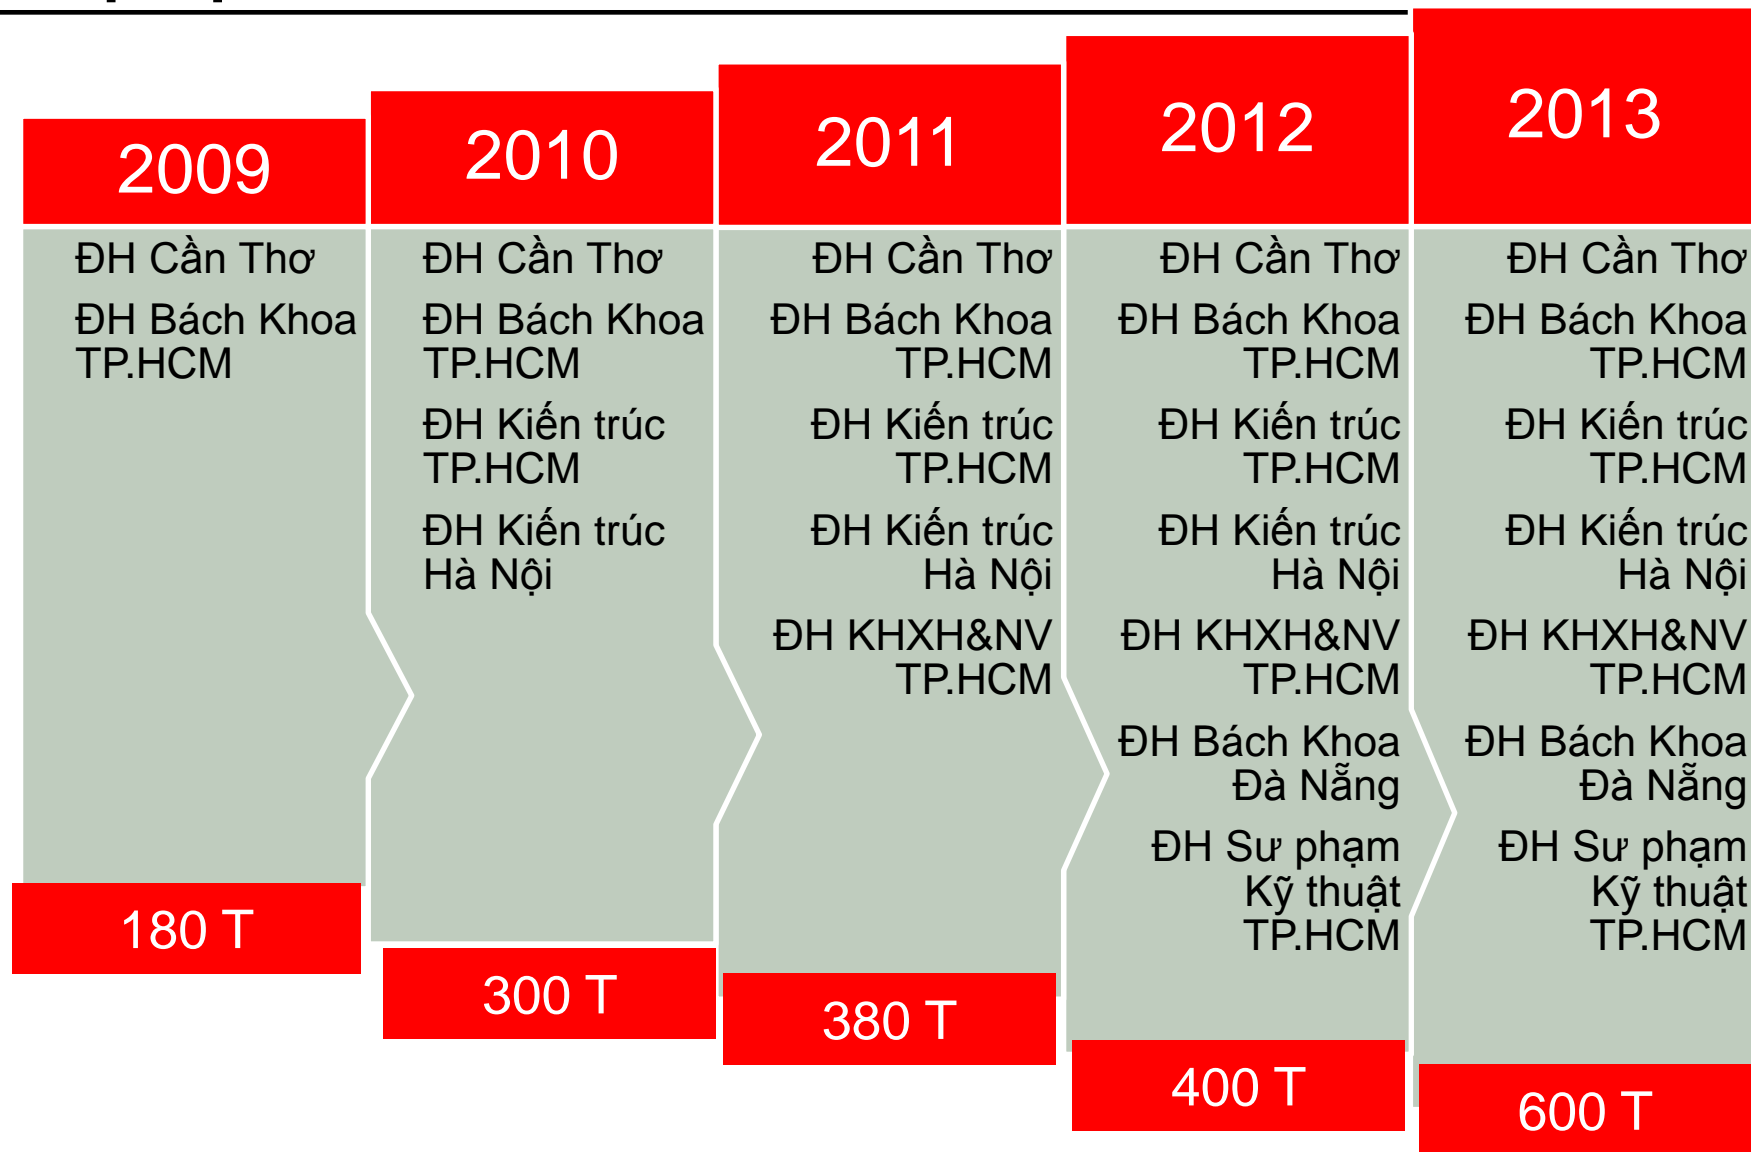 2009
ĐH Cần Thơ
ĐH Bách Khoa
TP.HCM
180 T
2010
ĐH Cần Thơ
ĐH Bách Khoa
TP.HCM
ĐH Kiến trúc
TP.HCM
ĐH Kiến trúc
Hà Nội
300 T
2011
ĐH Cần Thơ
ĐH Bách Khoa
TP.HCM
ĐH Kiến trúc
TP.HCM
ĐH Kiến trúc
Hà Nội
ĐH KHXH&NV
TP.HCM
380 T
2012
ĐH Cần Thơ
ĐH Bách Khoa
TP.HCM
ĐH Kiến trúc
TP.HCM
ĐH Kiến trúc
Hà Nội
ĐH KHXH&NV
TP.HCM
ĐH Bách Khoa
Đà Nẵng
ĐH Sư phạm
Kỹ thuật
TP.HCM
400 T
2013
ĐH Cần Thơ
ĐH Bách Khoa
TP.HCM
ĐH Kiến trúc
TP.HCM
ĐH Kiến trúc
Hà Nội
ĐH KHXH&NV
TP.HCM
ĐH Bách Khoa
Đà Nẵng
ĐH Sư phạm
Kỹ thuật
TP.HCM
600 T